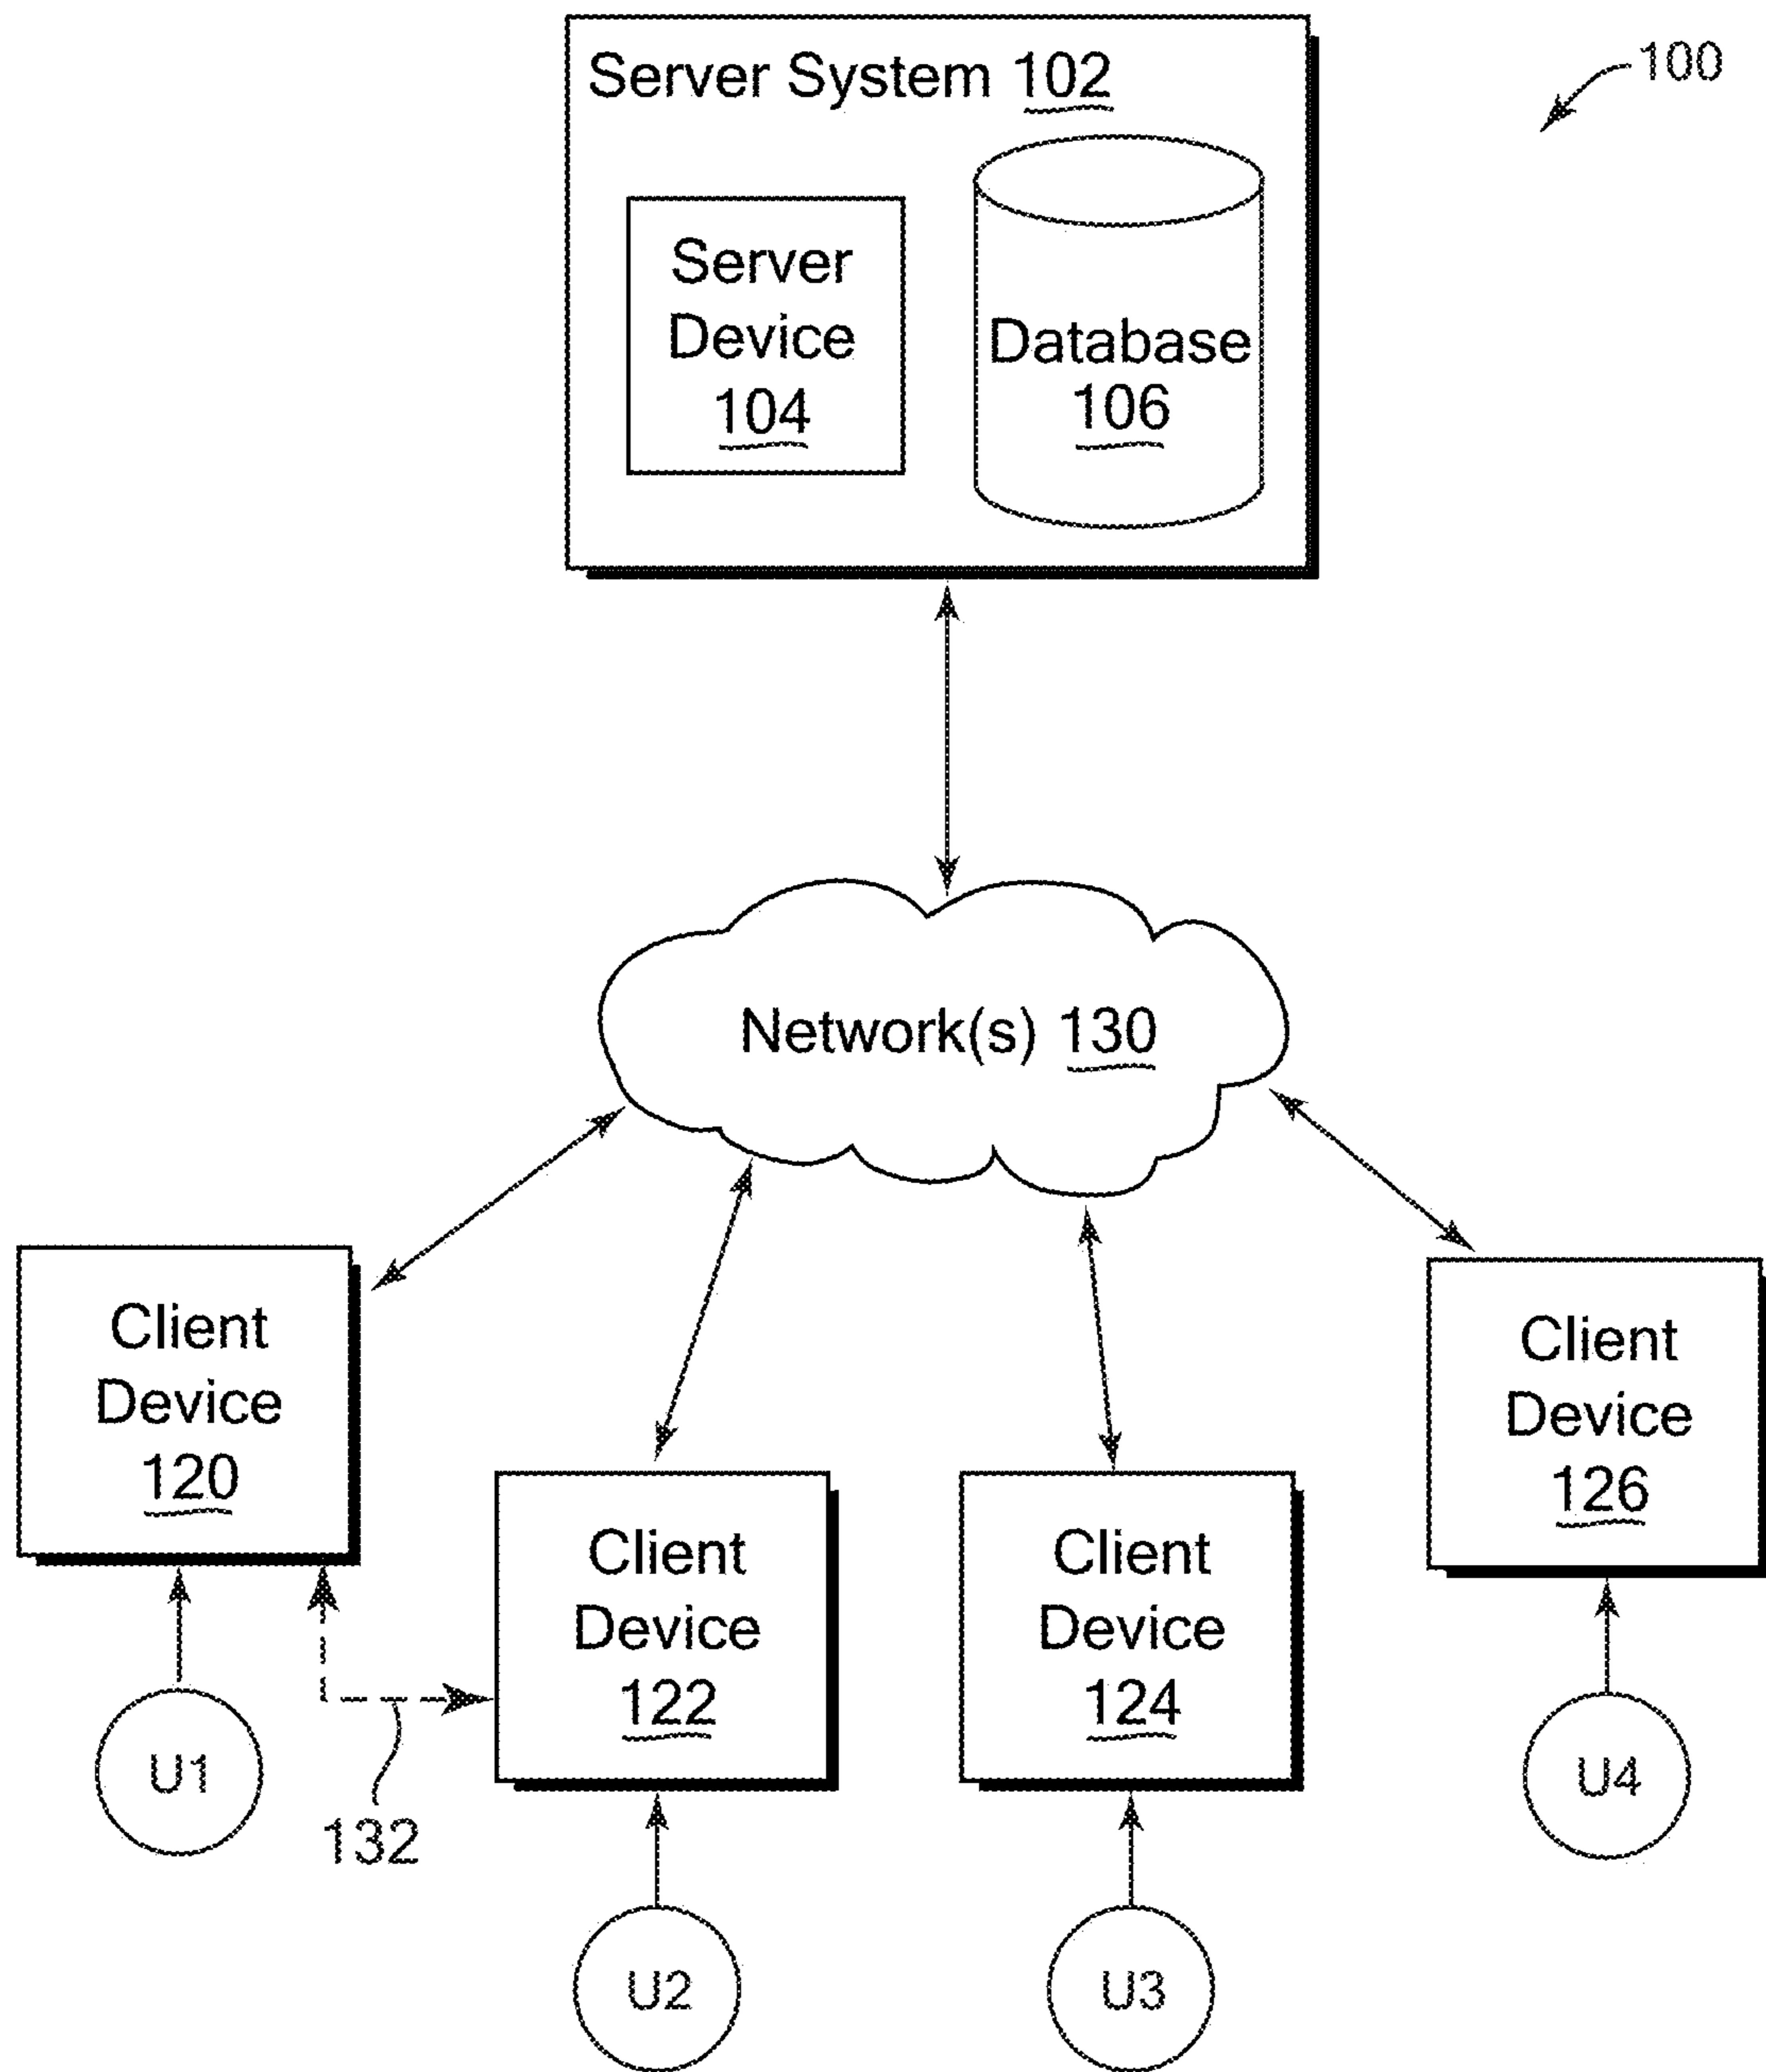 Server System 102
100
Server
Device
104
Database
106
Network(s) 130
Client
Device
120
Client
Device
122
Client
Device
124
Client
Device
126
U1
132
U2
U3
U4